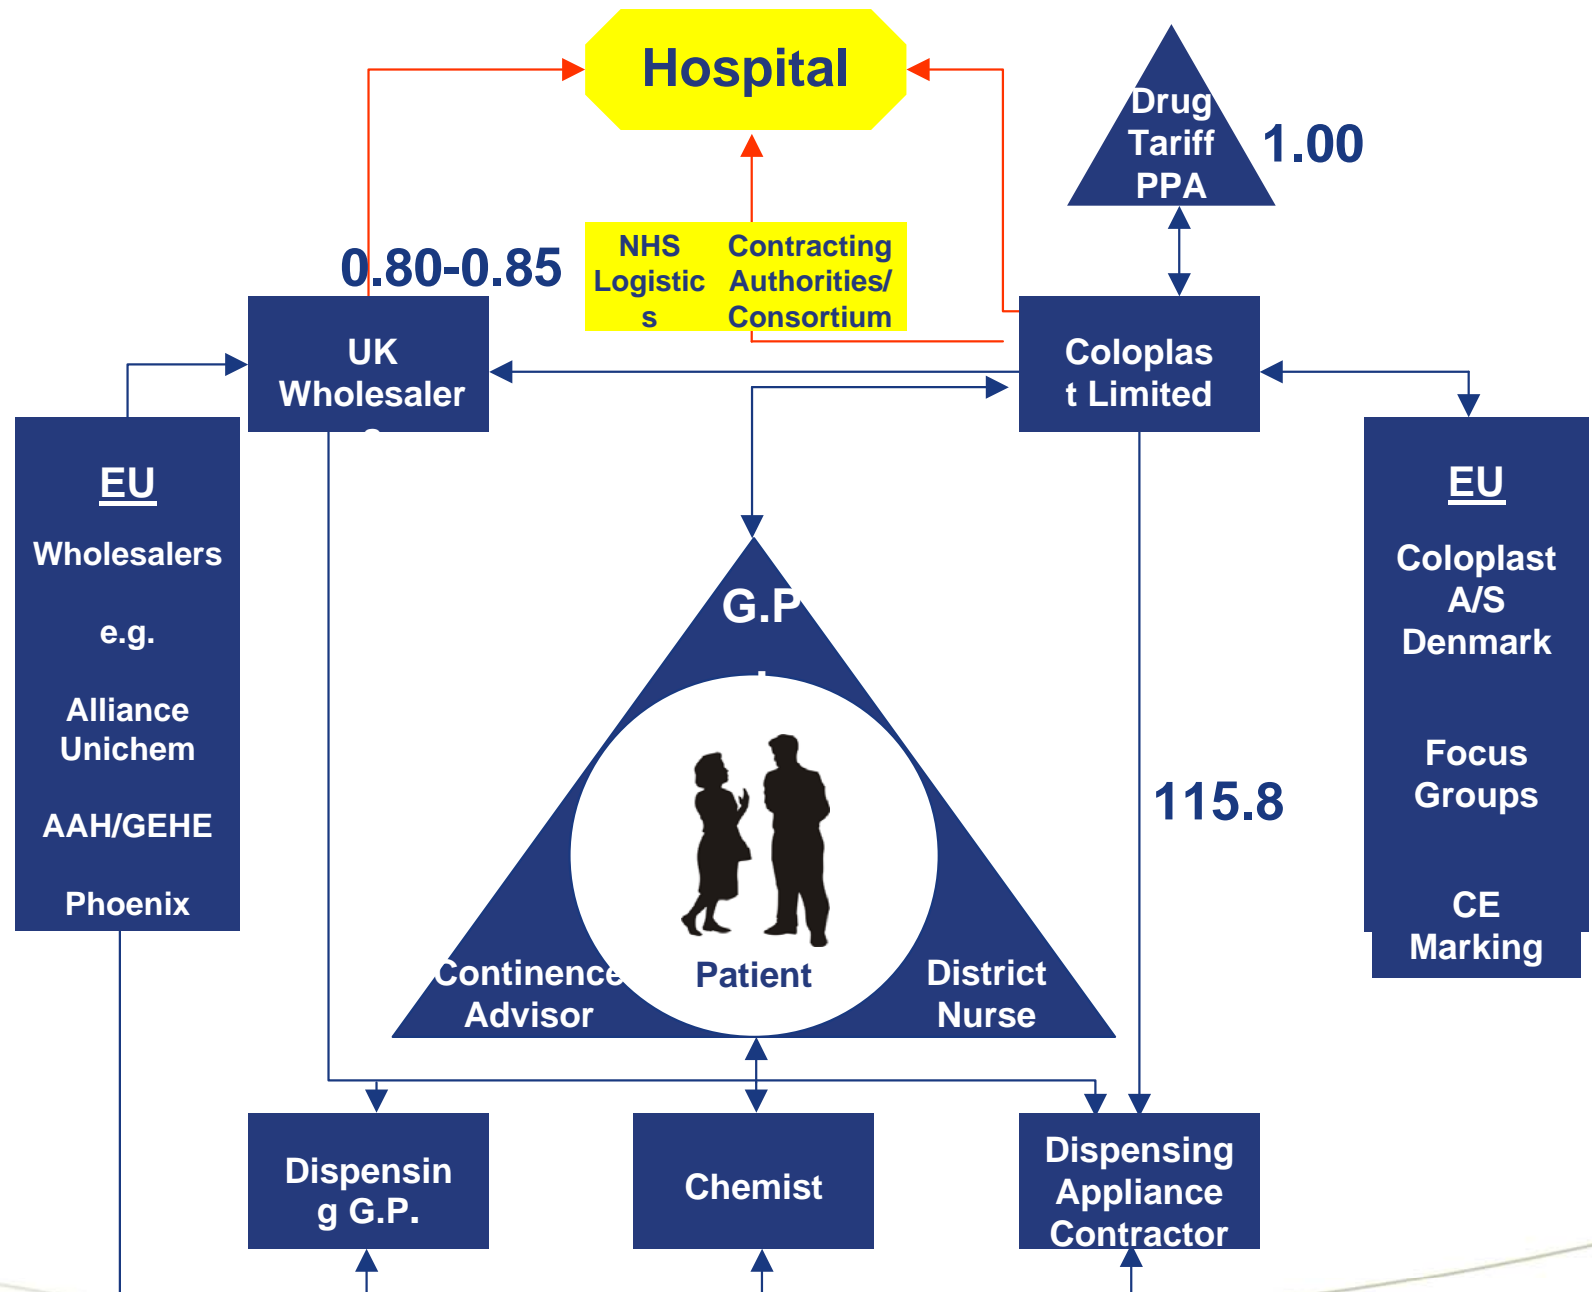 Hospital
Drug
Tariff
PPA
1.00
NHS
Logistic
s
Contracting
Authorities/
Consortium
0.80-0.85
UK
Wholesaler
s
Coloplas
t Limited
EU
Wholesalers
e.g.
Alliance
Unichem
AAH/GEHE
Phoenix
EU
Coloplast
A/S
Denmark
Focus
Groups
CE
Marking
G.P
.
115.8
Continence
Advisor
Patient
District
Nurse
Dispensin
g G.P.
Chemist
Dispensing
Appliance
Contractor